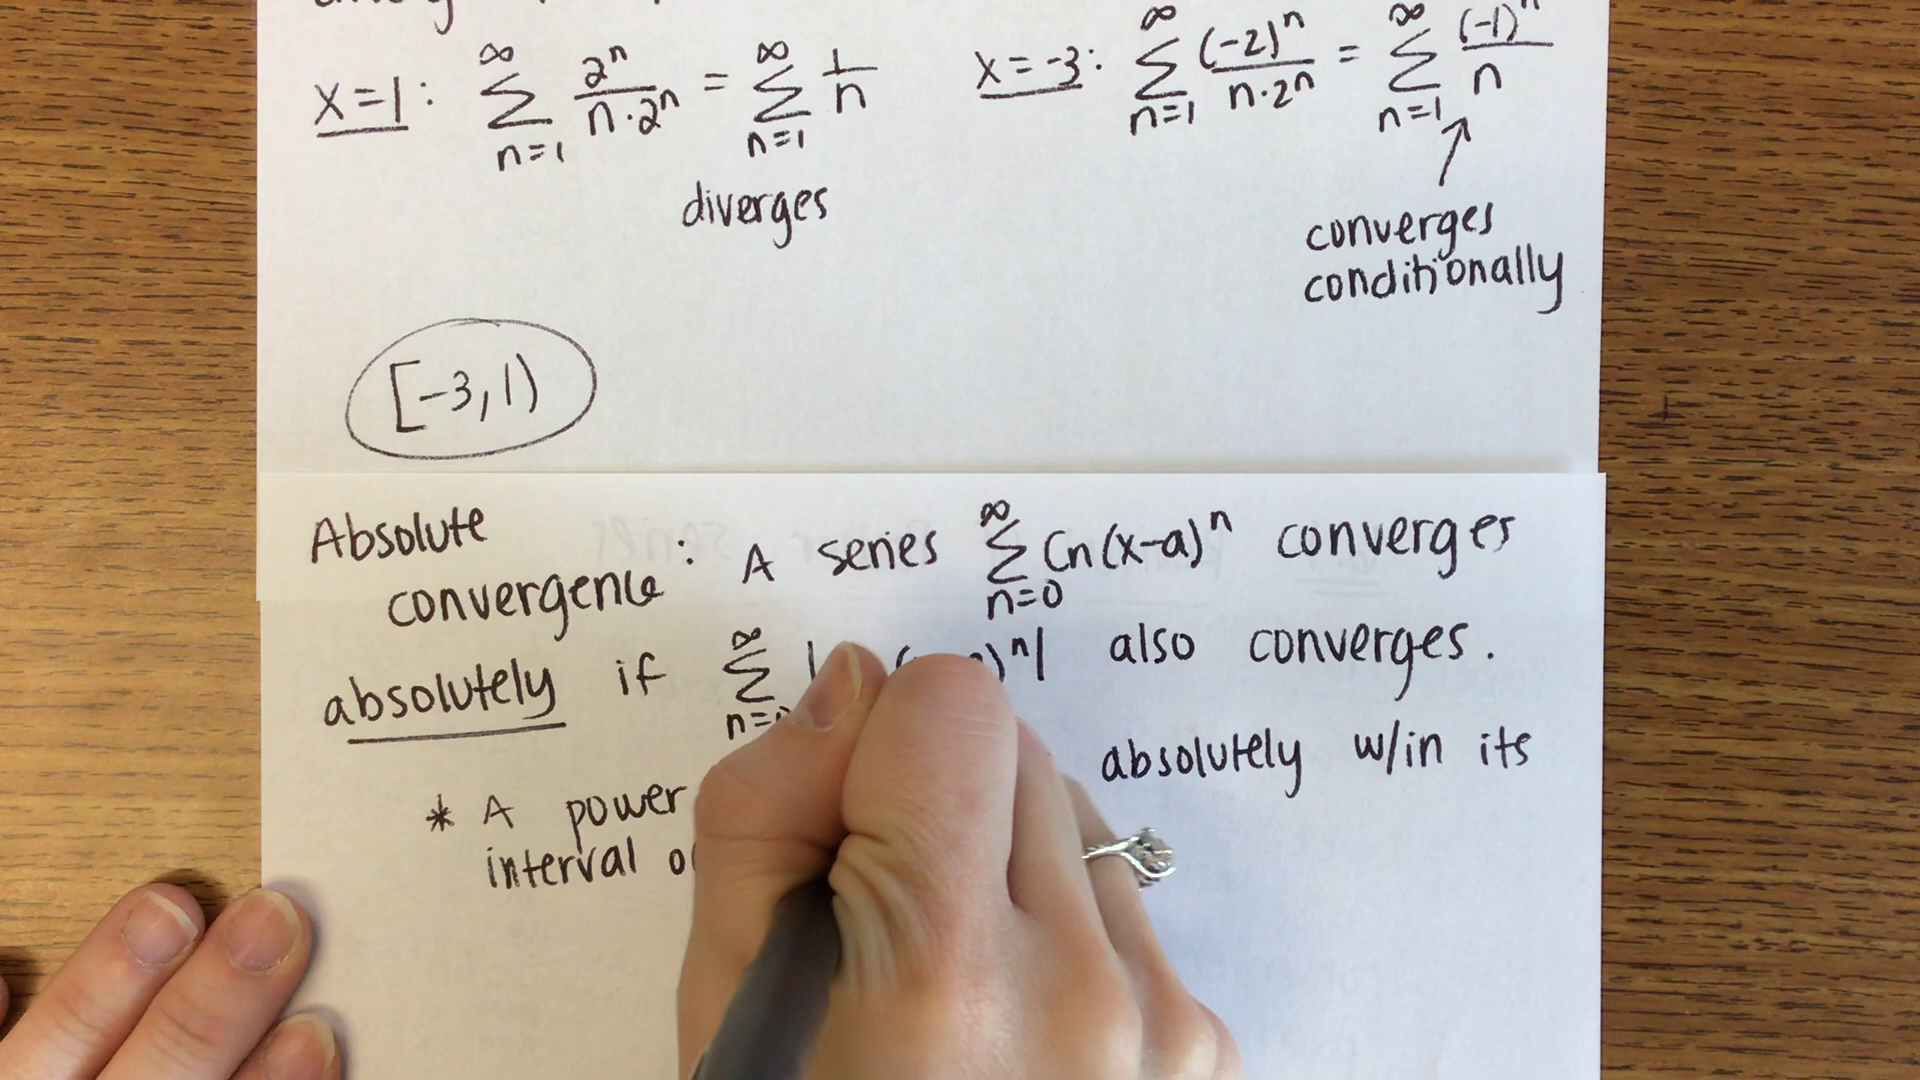 x=1: ∞ Σ n=1 2^n / n·2^n = ∞ Σ n=1 1/n
x=-3: ∞ Σ n=1 (-2)^n / n·2^n = ∞ Σ n=1 (-1)^n / n
diverges
converges
conditionally
[-3,1)
Absolute
convergence: A series ∞ Σ n=0 Cn(x-a)^n converges
absolutely if ∞ Σ n= | ( )^n| also converges.
* A power absolutely w/in its
interval